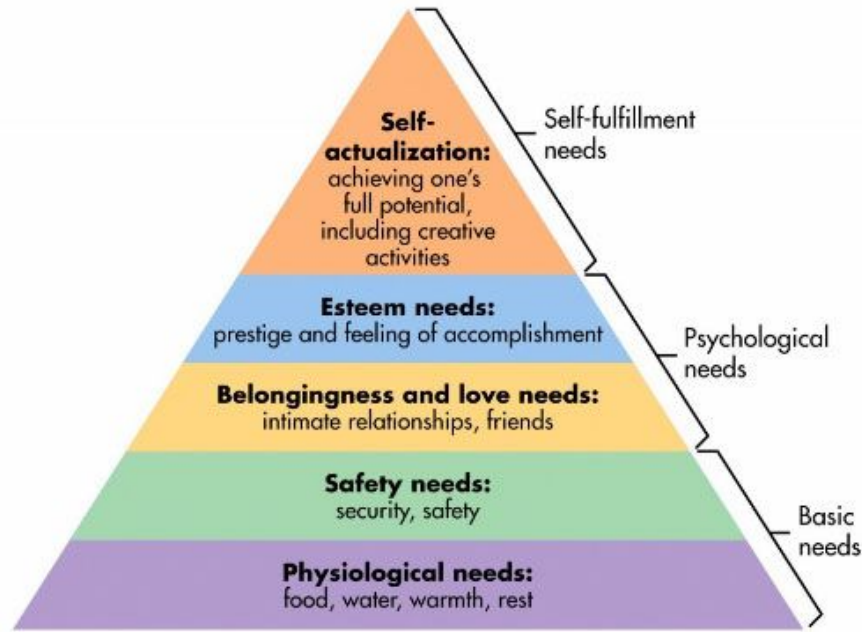 Self-
actualization:
achieving one's
full potential,
including creative
activities
Self-fulfillment
needs
Esteem needs:
prestige and feeling of accomplishment
Belongingness and love needs:
intimate relationships, friends
Psychological
needs
Safety needs:
security, safety
Physiological needs:
food, water, warmth, rest
Basic
needs